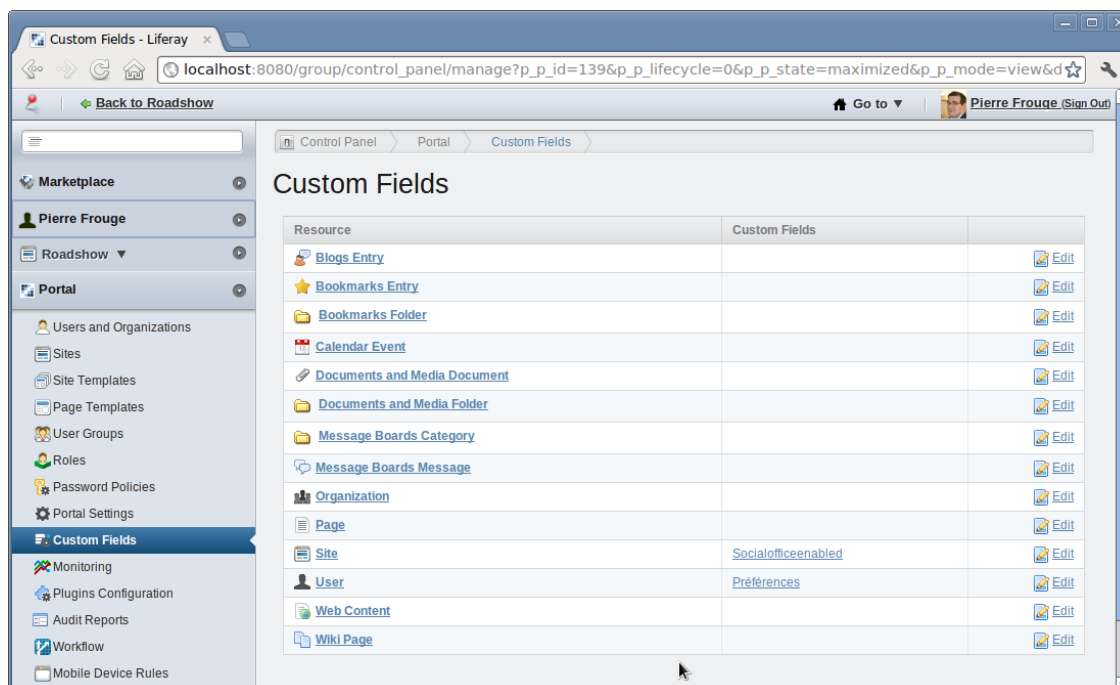 Custom Fields - Liferay
localhost:8080/group/control_panel/manage?p_p_id=139&p_p_lifecycle=0&p_p_state=maximized&p_p_mode=view&d
Back to Roadshow
Go to ▼
Pierre Frouge (Sign Out)
Control Panel
Portal
Custom Fields
Marketplace
Pierre Frouge
Roadshow ▼
Portal
Users and Organizations
Sites
Site Templates
Page Templates
User Groups
Roles
Password Policies
Portal Settings
Custom Fields
Monitoring
Plugins Configuration
Audit Reports
Workflow
Mobile Device Rules
Custom Fields
Resource Custom Fields
Blogs Entry Edit
Bookmarks Entry Edit
Bookmarks Folder Edit
Calendar Event Edit
Documents and Media Document Edit
Documents and Media Folder Edit
Message Boards Category Edit
Message Boards Message Edit
Organization Edit
Page Edit
Site Socialofficeenabled Edit
User Préférences Edit
Web Content Edit
Wiki Page Edit